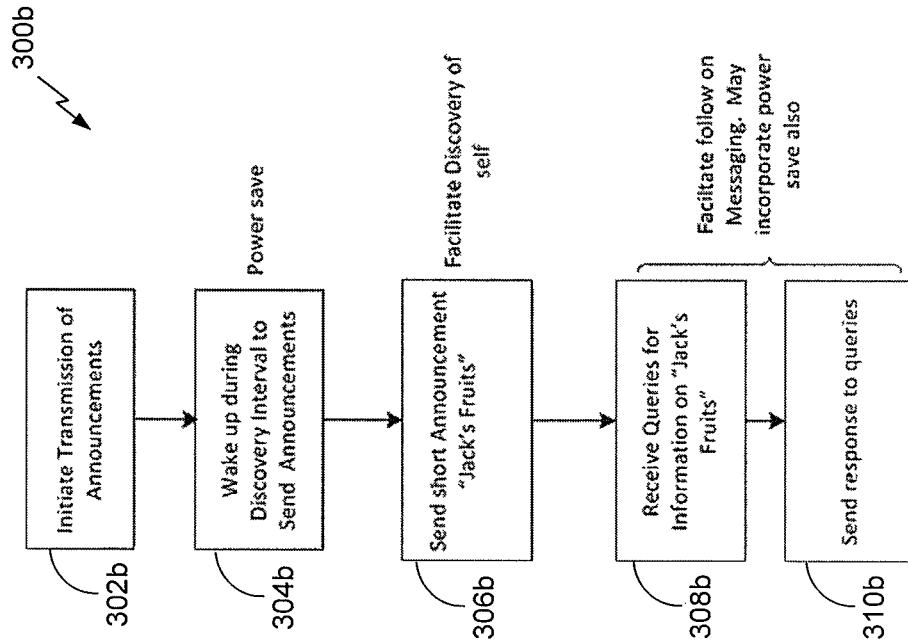 300b
Initiate Transmission of
Announcements
302b
Wake up during
Discovery Interval to
Send Announcements
304b
Power save
Send short Announcement
"Jack's Fruits"
306b
Facilitate Discovery of
self
Receive Queries for
Information on "Jack's
Fruits"
308b
Send response to queries
310b
Faciltate follow on
Messaging. May
incorporate power
save also